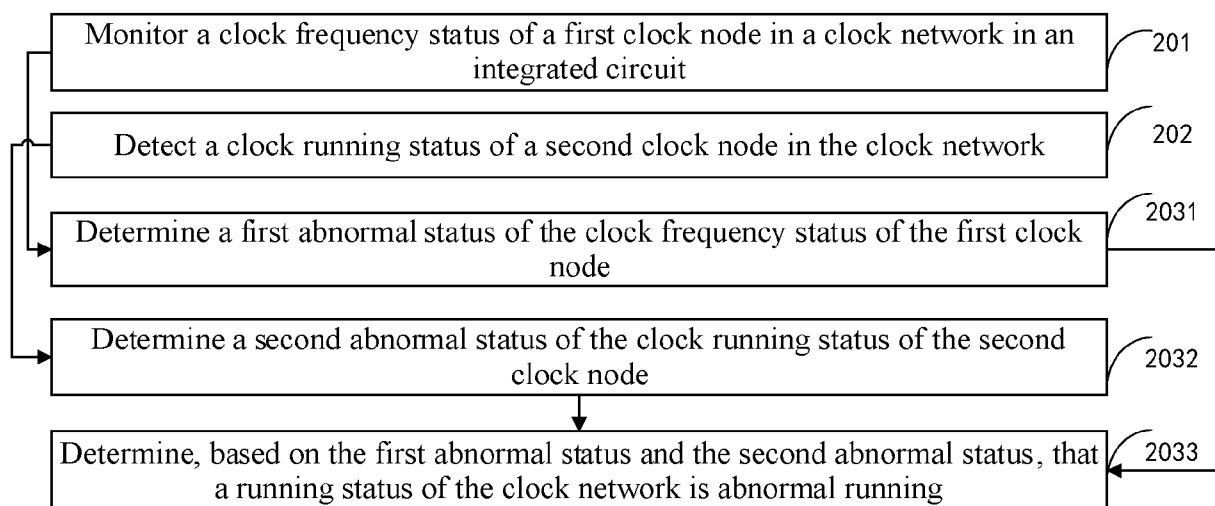 Monitor a clock frequency status of a first clock node in a clock network in an
integrated circuit
201
Detect a clock running status of a second clock node in the clock network
202
Determine a first abnormal status of the clock frequency status of the first clock
node
2031
Determine a second abnormal status of the clock running status of the second
clock node
2032
Determine, based on the first abnormal status and the second abnormal status, that
a running status of the clock network is abnormal running
2033